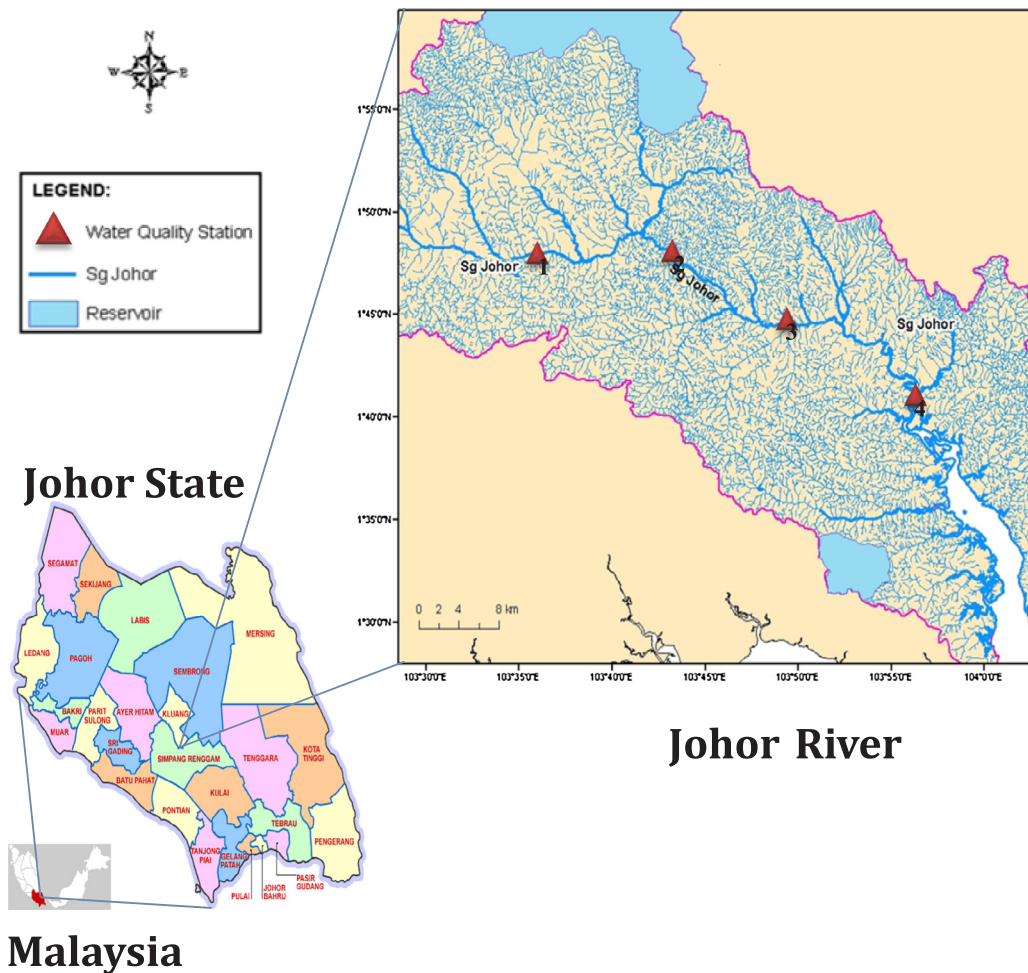 N
W E
S
LEGEND:
Water Quality Station
Sg Johor
Reservoir
1°55'0"N
1°50'0"N
1°45'0"N
1°40'0"N
1°35'0"N
1°30'0"N
Sg Johor
1
2
Sg Johor
3
Sg Johor
4
0 2 4 8 km
103°30'0"E 103°35'0"E 103°40'0"E 103°45'0"E 103°50'0"E 103°55'0"E 104°0'0"E
Johor River
Johor State
SEGAMAT
SEKIJANG
LABIS
MERSING
LEDANG
PAGOH
SEMBRONG
BAKRI
PARIT
SULONG
AYER HITAM
KLUANG
MUAR
SRI
GADING
SIMPANG RENGGAM
TENGGARA
KOTA
TINGGI
BATU PAHAT
KULAI
PONTIAN
TEBRAU
PENGERANG
TANJONG
PIAI
GELANG
PATAH
PULAI
JOHOR
BAHRU
PASIR
GUDANG
Malaysia